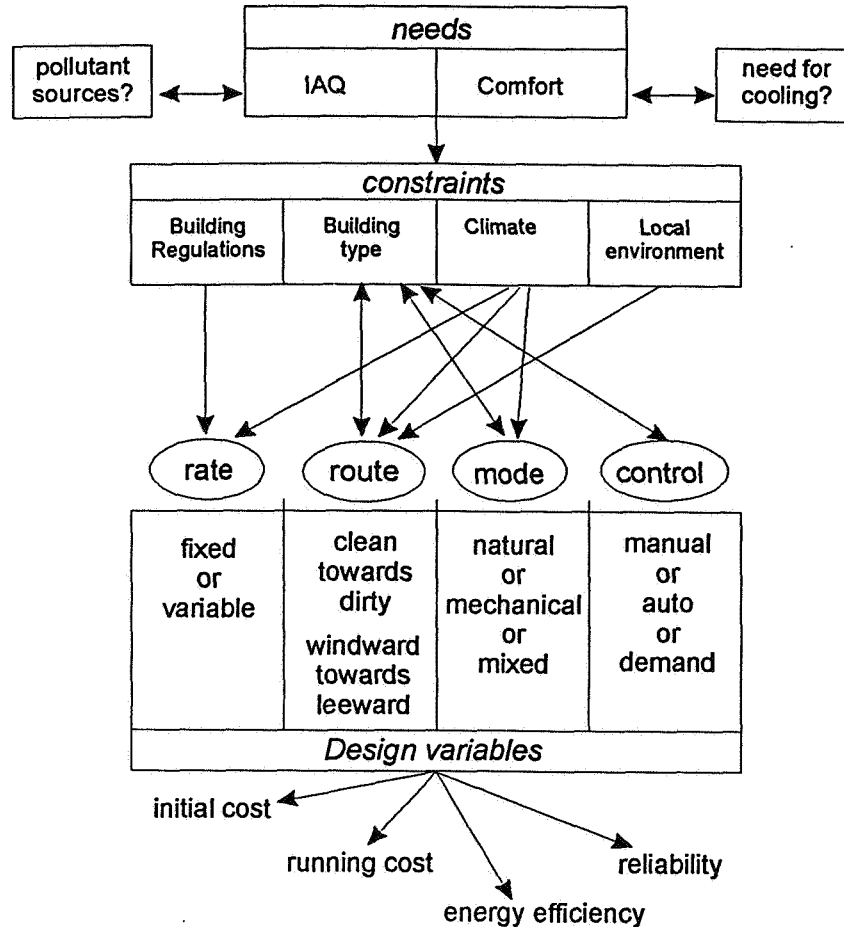 needs
pollutant
sources?
IAQ
Comfort
need for
cooling?
constraints
Building
Regulations
Building
type
Climate
Local
environment
rate
route
mode
control
fixed
or
variable
clean
towards
dirty
windward
towards
leeward
natural
or
mechanical
or
mixed
manual
or
auto
or
demand
Design variables
initial cost
running cost
reliability
energy efficiency